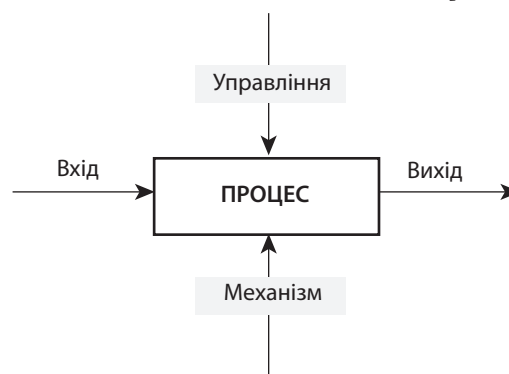 Управління
Вхід
ПРОЦЕС
Вихід
Механізм